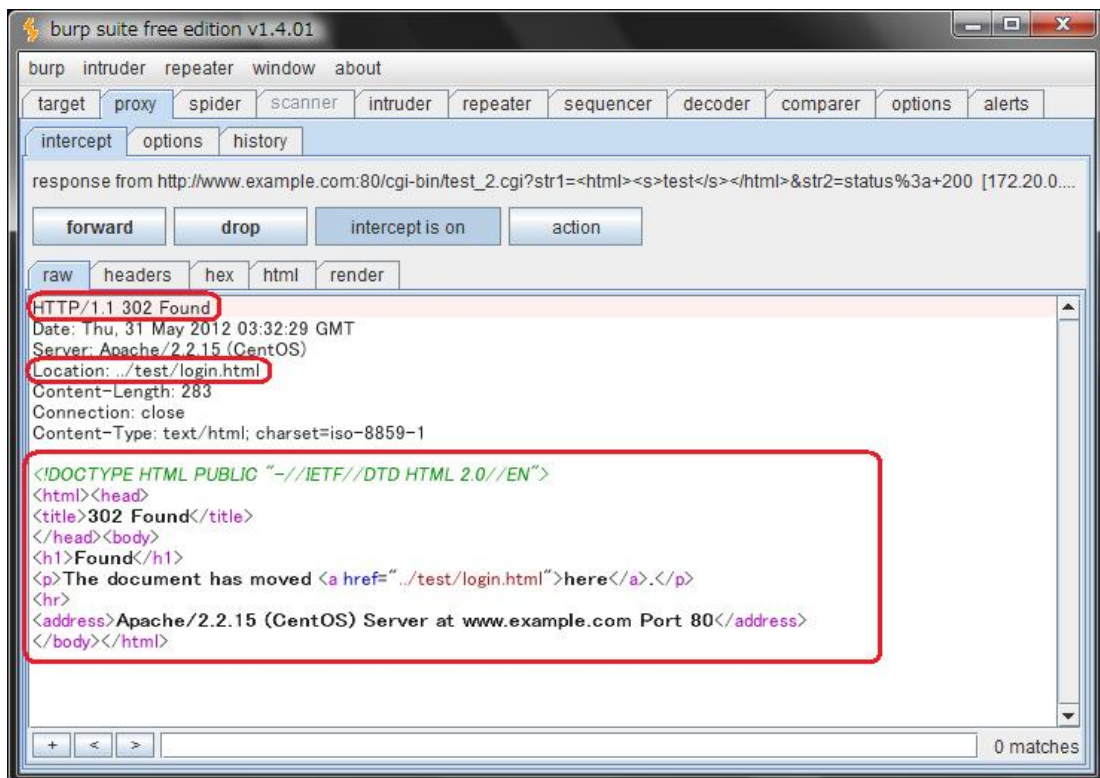 burp suite free edition v1.4.01
burp intruder repeater window about
target proxy spider scanner intruder repeater sequencer decoder comparer options alerts
intercept options history
response from http://www.example.com:80/cgi-bin/test_2.cgi?str1=<html><s>test</s></html>&str2=status%3a+200 [172.20.0....
forward drop intercept is on action
raw headers hex html render
HTTP/1.1 302 Found
Date: Thu, 31 May 2012 03:32:29 GMT
Server: Apache/2.2.15 (CentOS)
Location: ../test/login.html
Content-Length: 283
Connection: close
Content-Type: text/html; charset=iso-8859-1
<!DOCTYPE HTML PUBLIC "-//IETF//DTD HTML 2.0//EN">
<html><head>
<title>302 Found</title>
</head><body>
<h1>Found</h1>
<p>The document has moved <a href="../test/login.html">here</a>.</p>
<hr>
<address>Apache/2.2.15 (CentOS) Server at www.example.com Port 80</address>
</body></html>
+ < > 0 matches